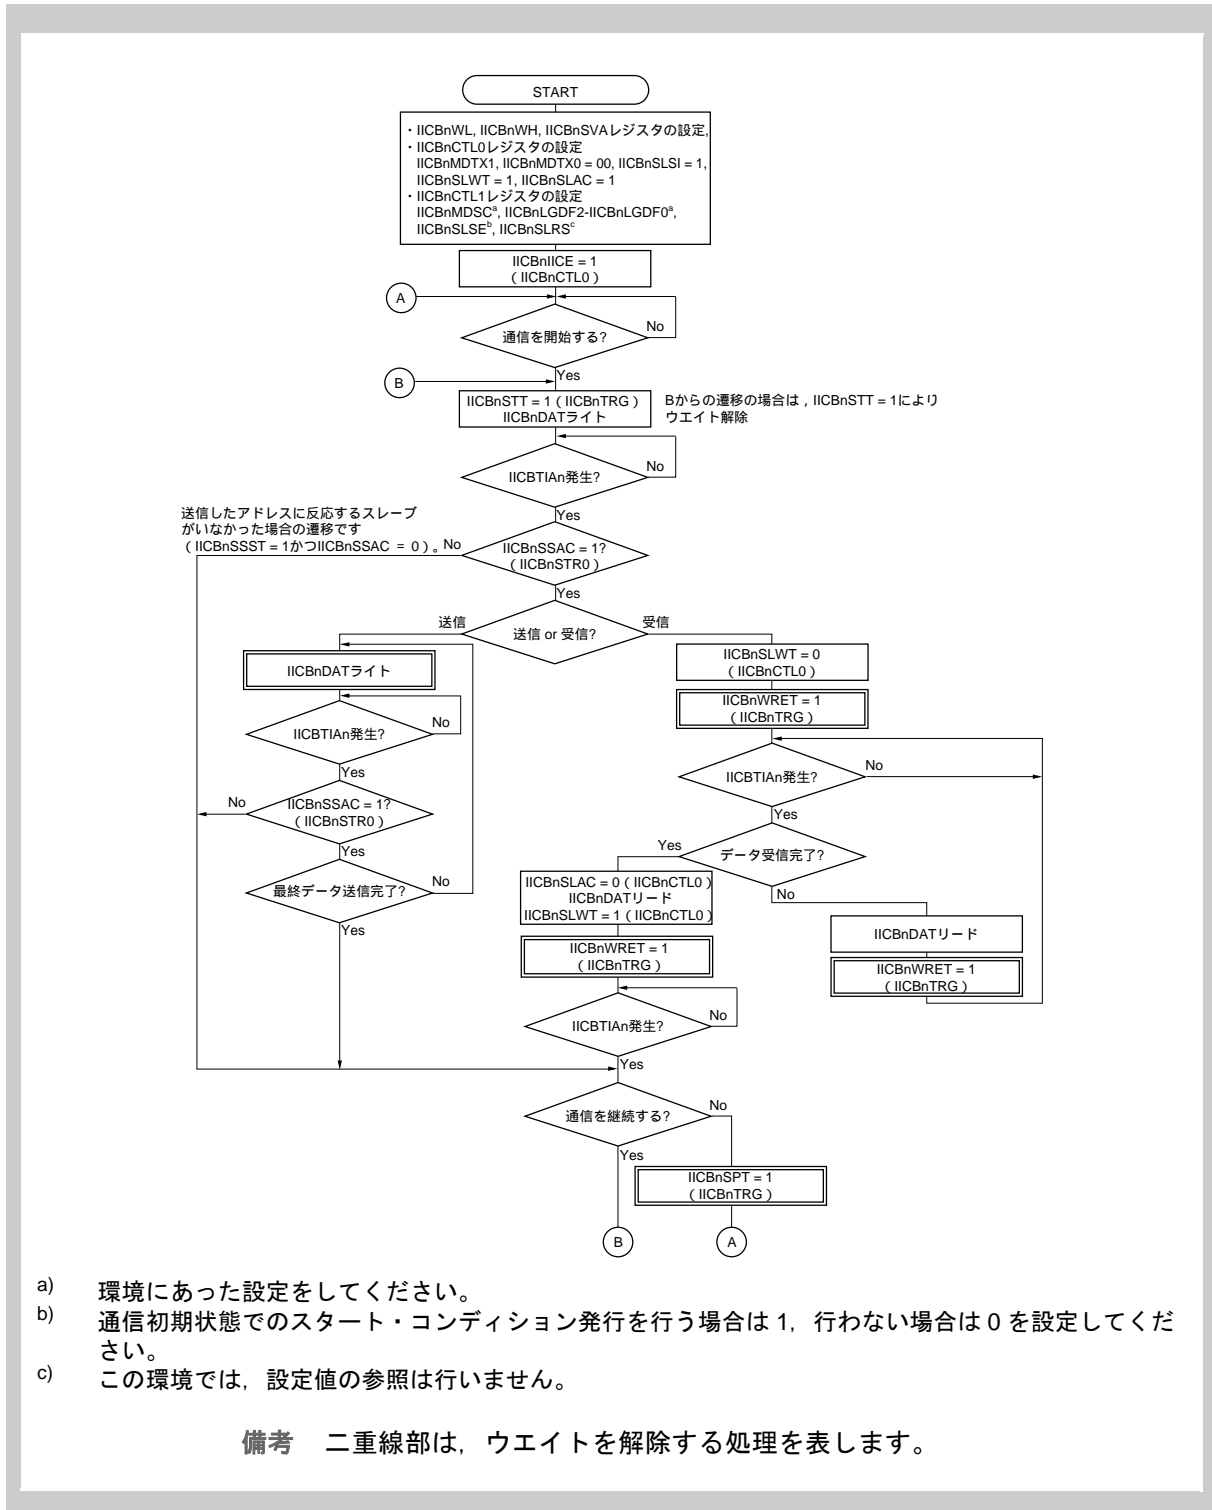 START
・IICBnWL, IICBnWH, IICBnSVAレジスタの設定,
・IICBnCTL0レジスタの設定
IICBnMDTX1, IICBnMDTX0 = 00, IICBnSLSI = 1,
IICBnSLWT = 1, IICBnSLAC = 1
・IICBnCTL1レジスタの設定
IICBnMDSCa, IICBnLGDF2-IICBnLGDF0a,
IICBnSLSEb, IICBnSLRSc
IICBnIICE = 1
（IICBnCTL0）
A
通信を開始する?
No
Yes
B
IICBnSTT = 1（IICBnTRG）
IICBnDATライト
Bからの遷移の場合は，IICBnSTT = 1により
ウエイト解除
IICBTIAn発生?
No
Yes
送信したアドレスに反応するスレーブ
がいなかった場合の遷移です
（IICBnSSST = 1かつIICBnSSAC = 0）。
No
IICBnSSAC = 1?
（IICBnSTR0）
Yes
送信
送信 or 受信?
受信
IICBnDATライト
IICBTIAn発生?
No
Yes
No
IICBnSSAC = 1?
（IICBnSTR0）
Yes
最終データ送信完了?
No
Yes
IICBnSLWT = 0
（IICBnCTL0）
IICBnWRET = 1
（IICBnTRG）
IICBTIAn発生?
No
Yes
データ受信完了?
Yes
No
IICBnDATリード
IICBnWRET = 1
（IICBnTRG）
IICBnSLAC = 0（IICBnCTL0）
IICBnDATリード
IICBnSLWT = 1（IICBnCTL0）
IICBnWRET = 1
（IICBnTRG）
IICBTIAn発生?
No
Yes
通信を継続する?
No
Yes
IICBnSPT = 1
（IICBnTRG）
B
A
a) 環境にあった設定をしてください。
b) 通信初期状態でのスタート・コンディション発行を行う場合は 1，行わない場合は 0 を設定してくだ
さい。
c) この環境では，設定値の参照は行いません。
備考 二重線部は，ウエイトを解除する処理を表します。